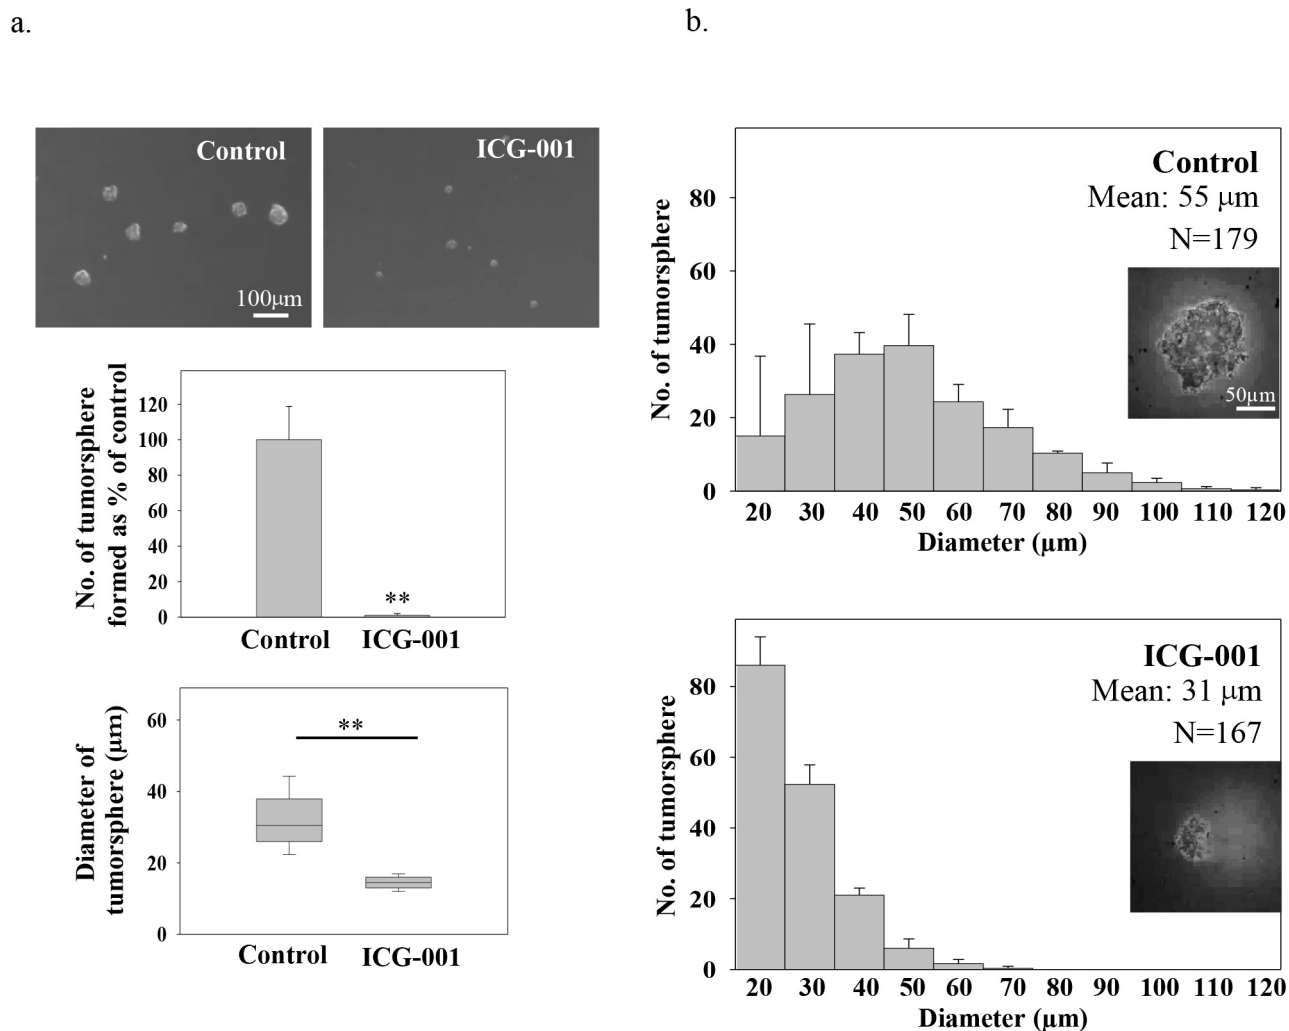 a.
Control
ICG-001
100μm
No. of tumorsphere
formed as % of control
120
100
80
60
40
20
0
**
Control
ICG-001
Diameter of
tumorsphere (μm)
60
40
20
0
**
Control
ICG-001
b.
Control
Mean: 55 μm
N=179
50μm
No. of tumorsphere
80
60
40
20
0
20 30 40 50 60 70 80 90 100 110 120
Diameter (μm)
ICG-001
Mean: 31 μm
N=167
No. of tumorsphere
80
60
40
20
0
20 30 40 50 60 70 80 90 100 110 120
Diameter (μm)